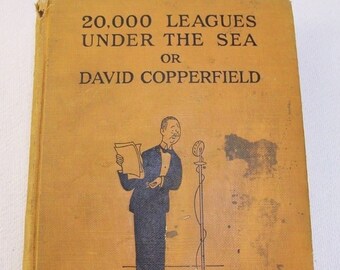 20,000 LEAGUES
UNDER THE SEA
OR
DAVID COPPERFIELD